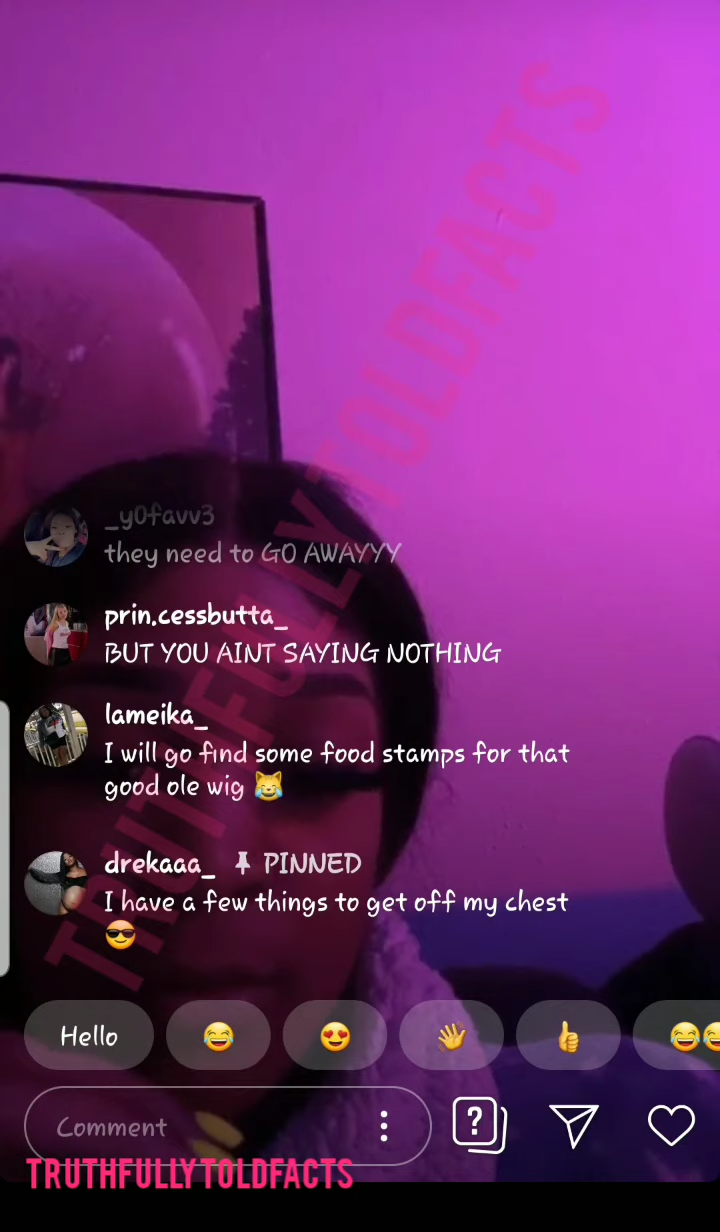 TRUTHFULLYTOLDFACTS
_y0favv3
they need to GO AWAYYY
prin.cessbutta_
BUT YOU AINT SAYING NOTHING
lameika_
I will go find some food stamps for that
good ole wig 😹
drekaaa_ 📌 PINNED
I have a few things to get off my chest
😎
Hello 😂 😍 👋 👍 😂😂
Comment
?
TRUTHFULLYTOLDFACTS